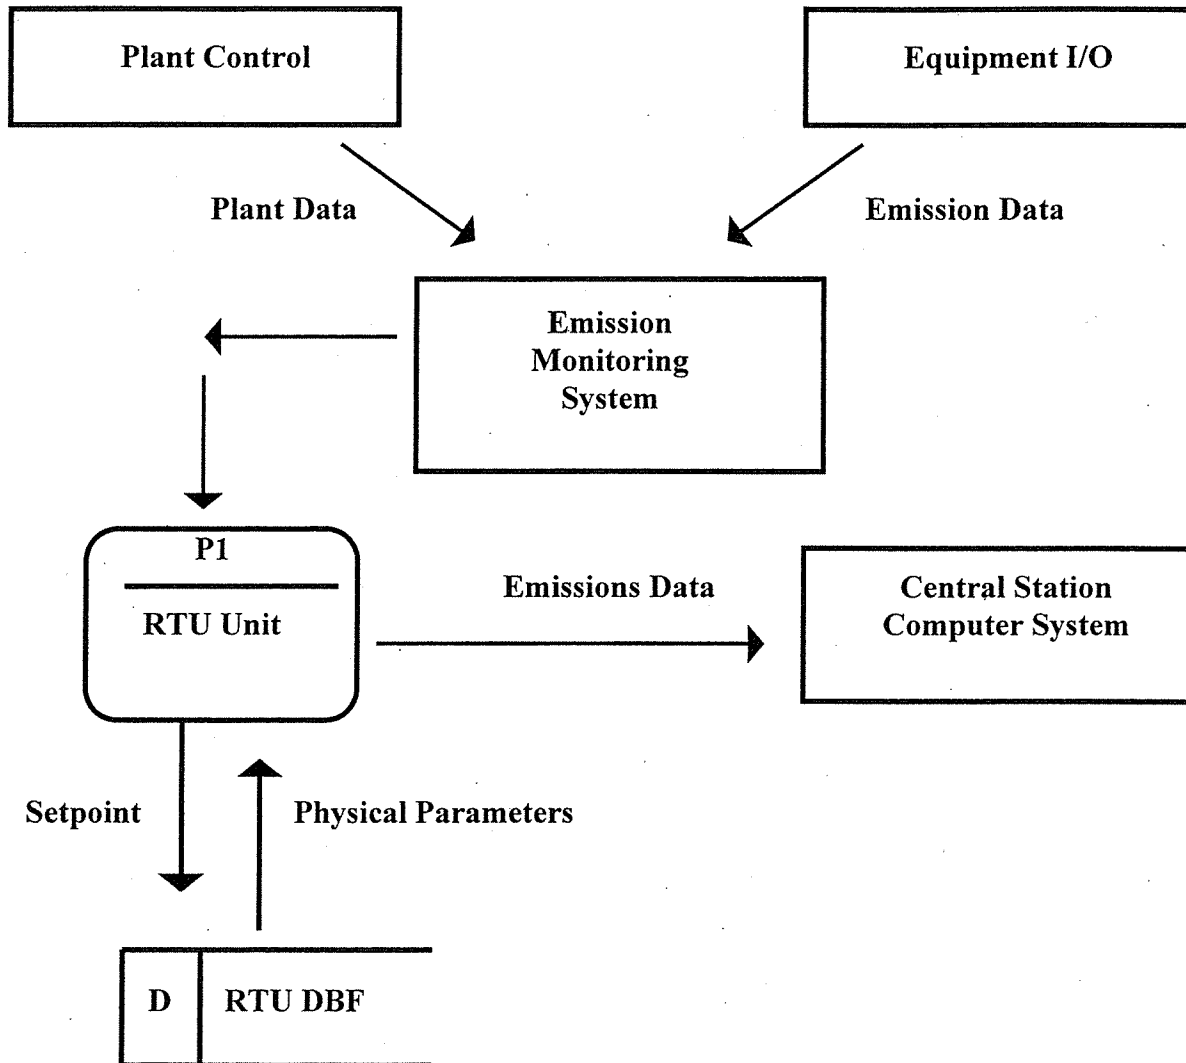 Plant Control
Equipment I/O
Plant Data
Emission Data
Emission
Monitoring
System
P1
RTU Unit
Emissions Data
Central Station
Computer System
Setpoint
Physical Parameters
D
RTU DBF